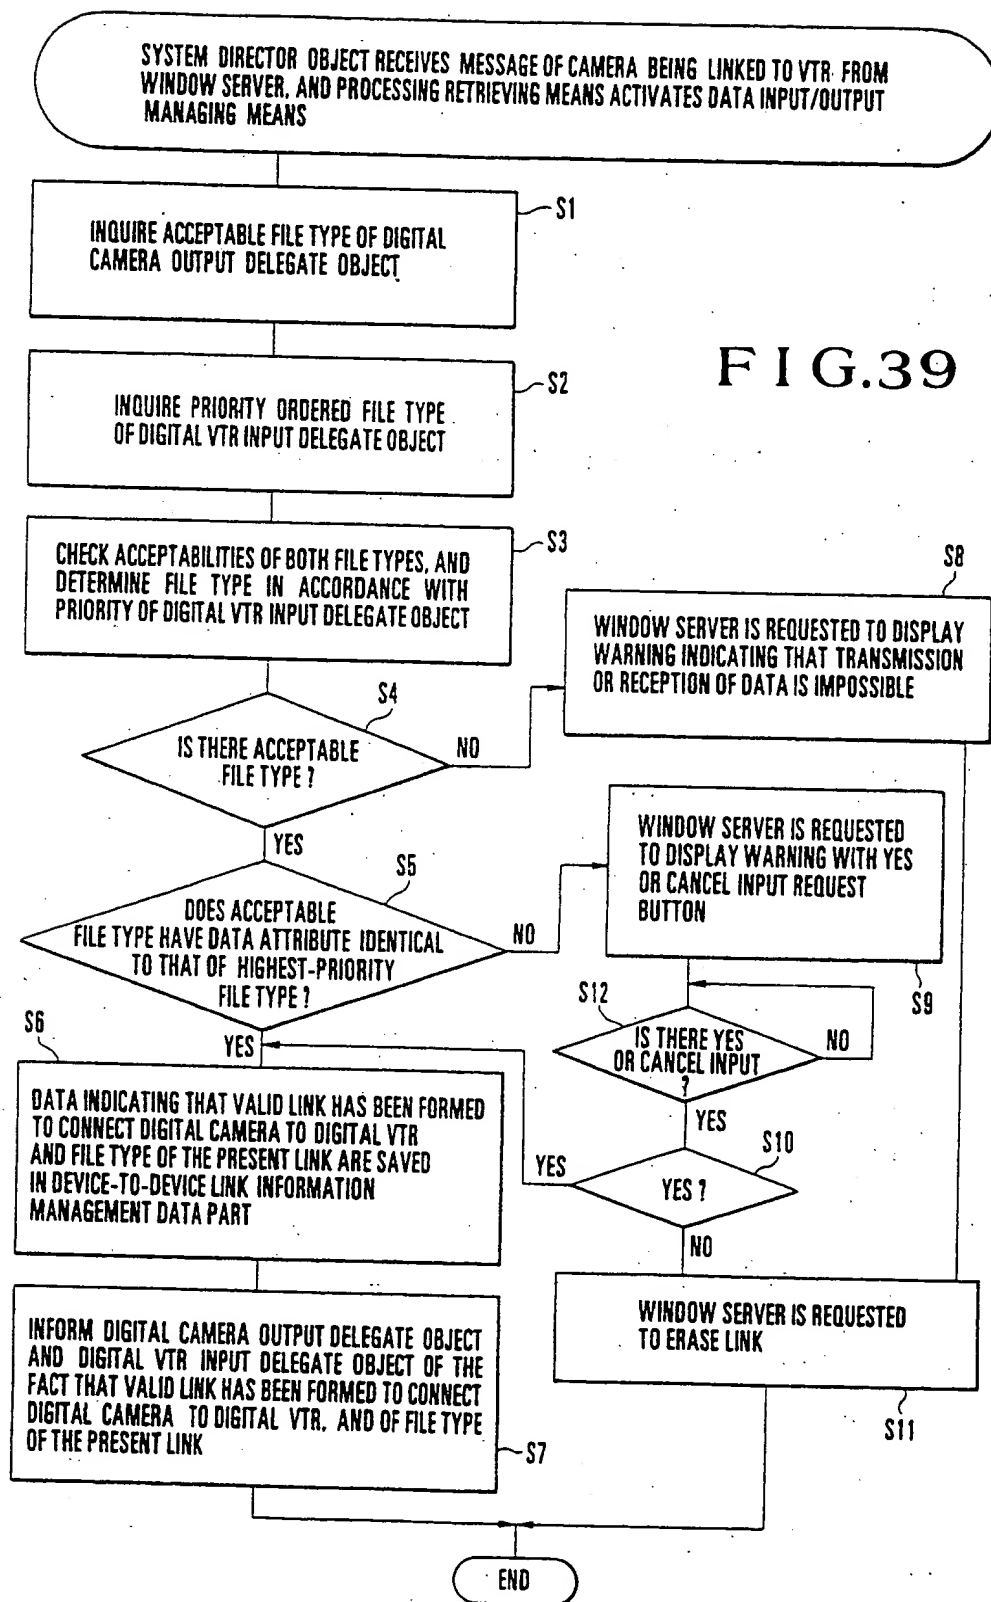 SYSTEM DIRECTOR OBJECT RECEIVES MESSAGE OF CAMERA BEING LINKED TO VTR FROM
WINDOW SERVER, AND PROCESSING RETRIEVING MEANS ACTIVATES DATA INPUT/OUTPUT
MANAGING MEANS
S1
INQUIRE ACCEPTABLE FILE TYPE OF DIGITAL
CAMERA OUTPUT DELEGATE OBJECT
FIG.39
S2
INQUIRE PRIORITY ORDERED FILE TYPE
OF DIGITAL VTR INPUT DELEGATE OBJECT
S3
CHECK ACCEPTABILITIES OF BOTH FILE TYPES, AND
DETERMINE FILE TYPE IN ACCORDANCE WITH
PRIORITY OF DIGITAL VTR INPUT DELEGATE OBJECT
S8
WINDOW SERVER IS REQUESTED TO DISPLAY
WARNING INDICATING THAT TRANSMISSION
OR RECEPTION OF DATA IS IMPOSSIBLE
S4
IS THERE ACCEPTABLE
FILE TYPE ?
NO
YES
S5
DOES ACCEPTABLE
FILE TYPE HAVE DATA ATTRIBUTE IDENTICAL
TO THAT OF HIGHEST-PRIORITY
FILE TYPE ?
NO
YES
WINDOW SERVER IS REQUESTED
TO DISPLAY WARNING WITH YES
OR CANCEL INPUT REQUEST
BUTTON
S9
S12
IS THERE YES
OR CANCEL INPUT
?
NO
YES
S10
YES ?
YES
NO
S6
DATA INDICATING THAT VALID LINK HAS BEEN FORMED
TO CONNECT DIGITAL CAMERA TO DIGITAL VTR
AND FILE TYPE OF THE PRESENT LINK ARE SAVED
IN DEVICE-TO-DEVICE LINK INFORMATION
MANAGEMENT DATA PART
WINDOW SERVER IS REQUESTED
TO ERASE LINK
S11
INFORM DIGITAL CAMERA OUTPUT DELEGATE OBJECT
AND DIGITAL VTR INPUT DELEGATE OBJECT OF THE
FACT THAT VALID LINK HAS BEEN FORMED TO CONNECT
DIGITAL CAMERA TO DIGITAL VTR, AND OF FILE TYPE
OF THE PRESENT LINK
S7
END